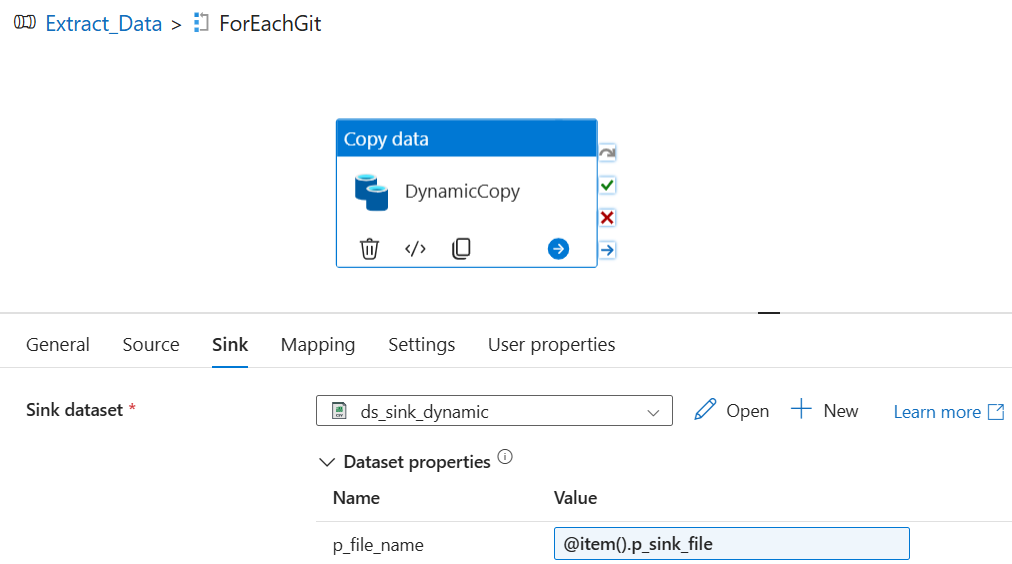 Extract_Data > ForEachGit
Copy data
DynamicCopy
General Source Sink Mapping Settings User properties
Sink dataset * ds_sink_dynamic Open New Learn more
Dataset properties
Name Value
p_file_name @item().p_sink_file